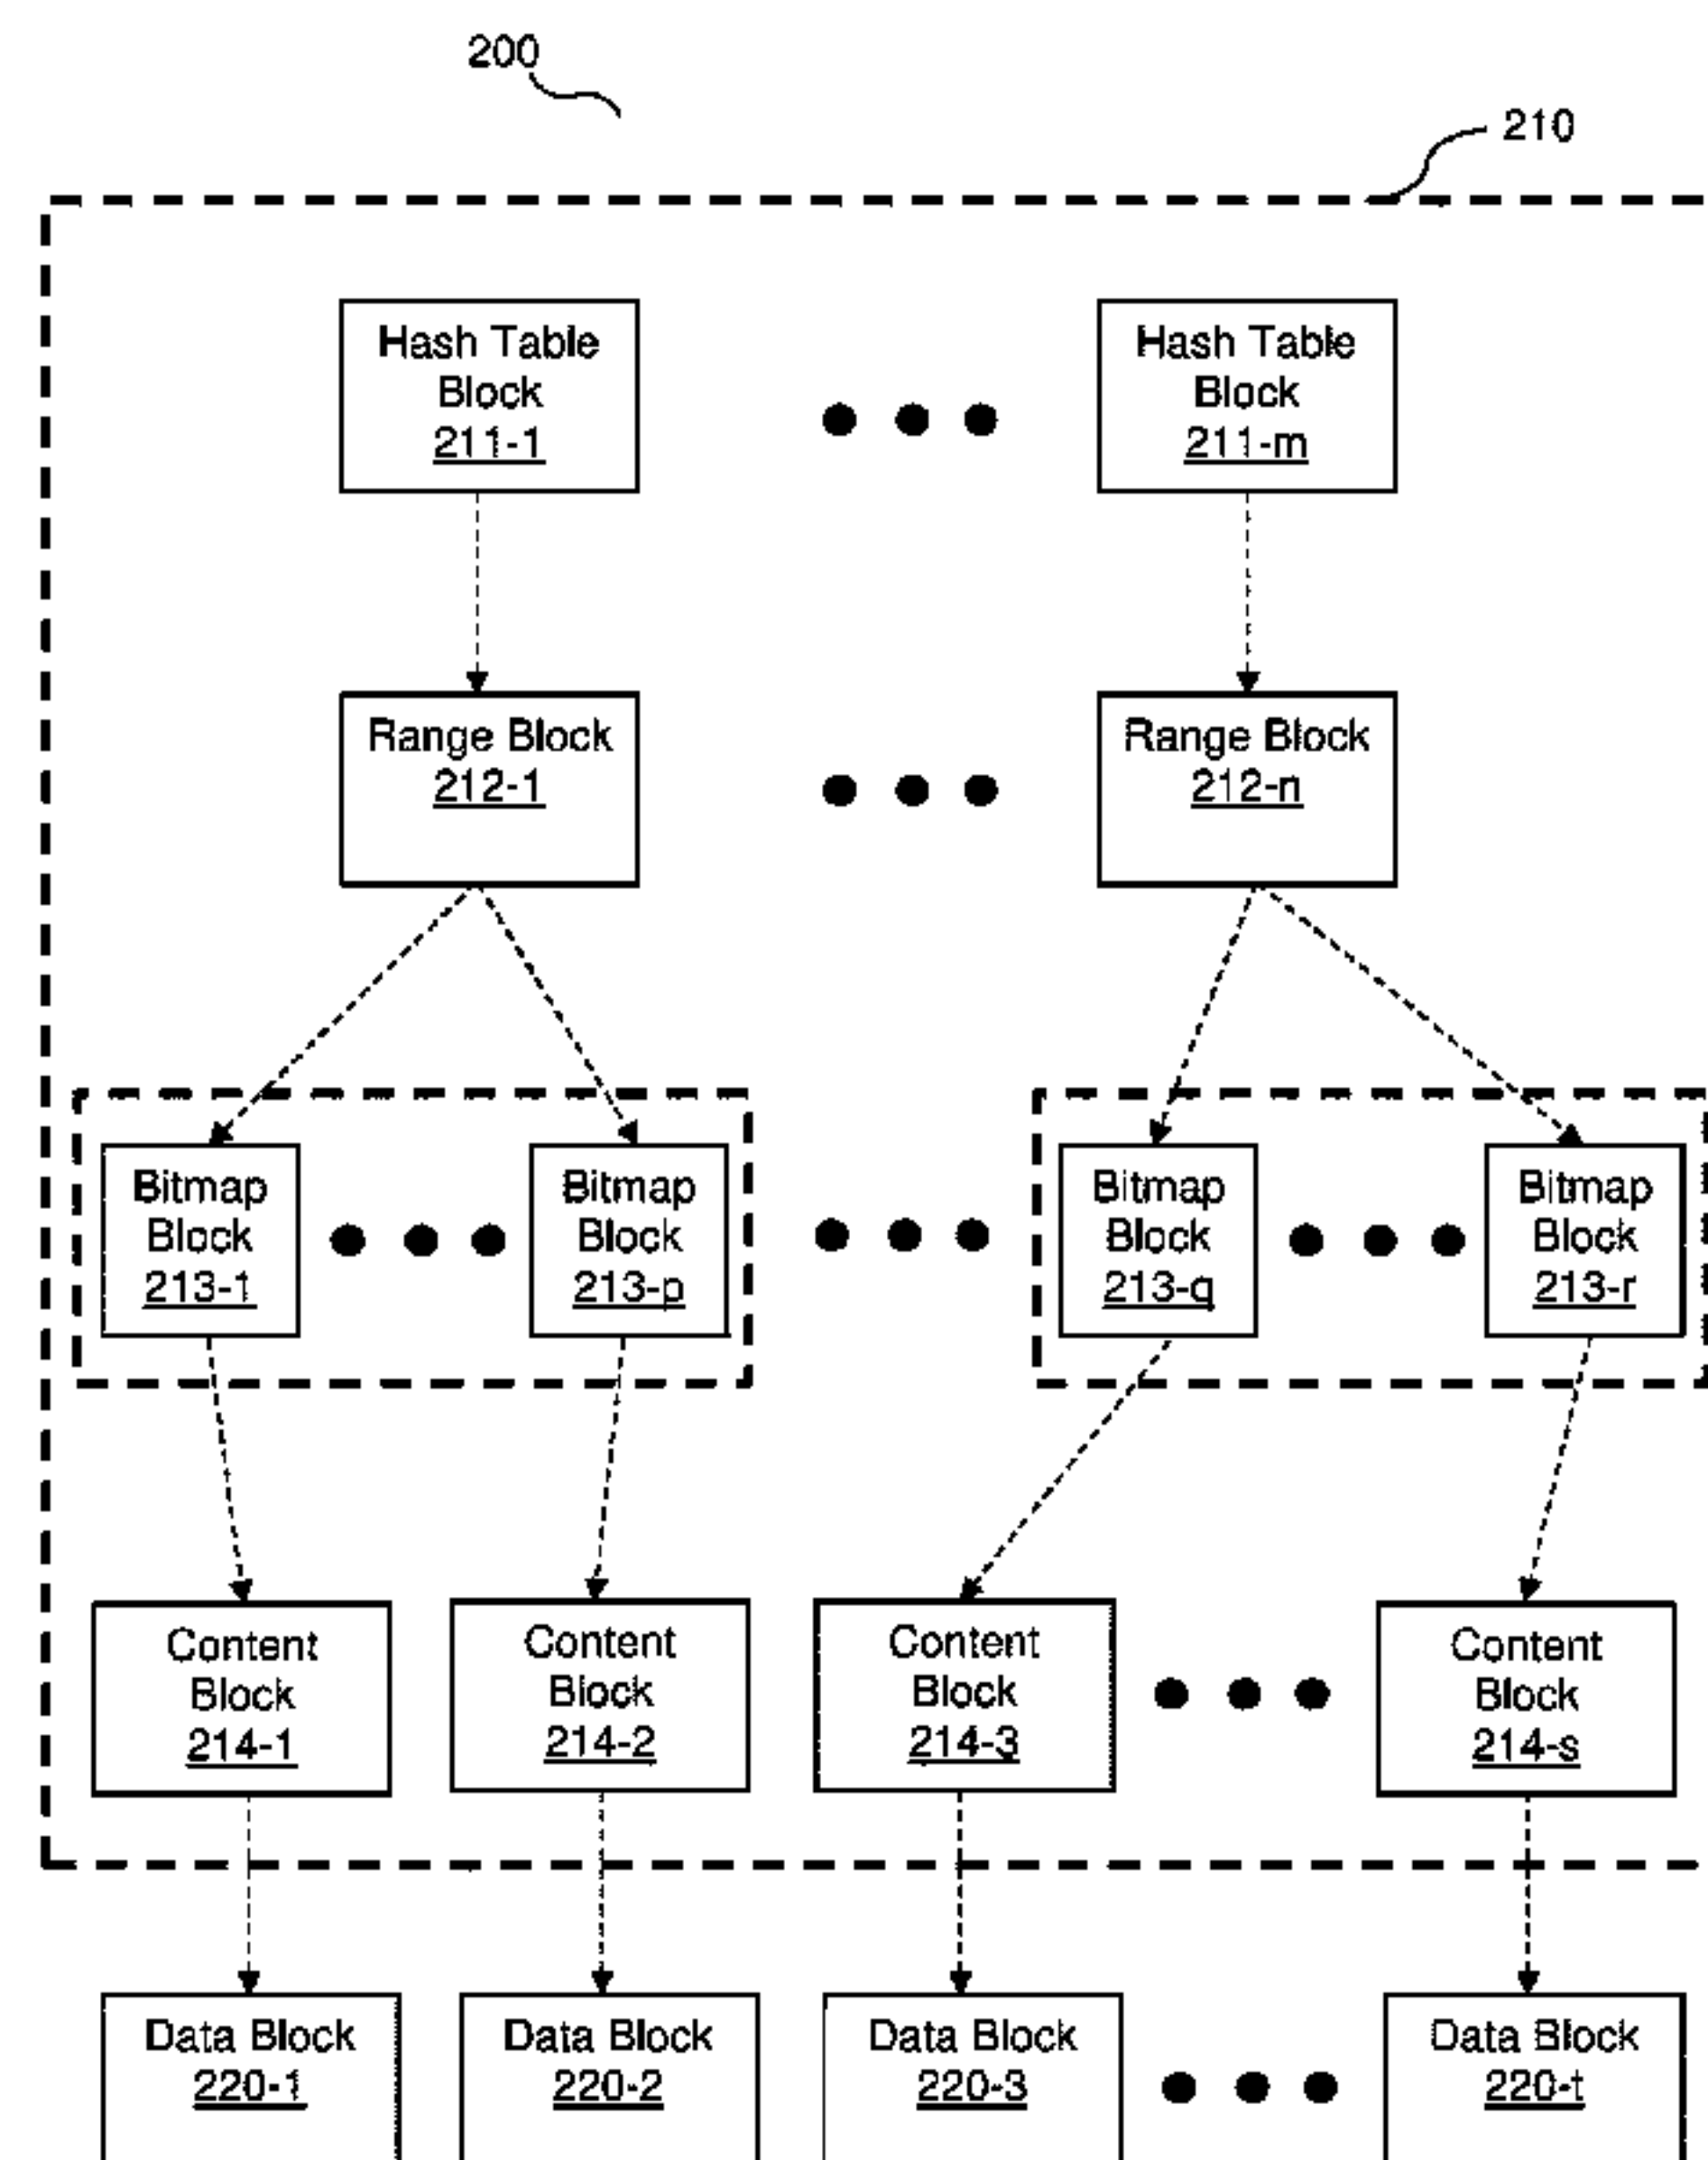 200
210
Hash Table
Block
211-1
Hash Table
Block
211-m
Range Block
212-1
Range Block
212-n
Bitmap
Block
213-1
Bitmap
Block
213-p
Bitmap
Block
213-q
Bitmap
Block
213-r
Content
Block
214-1
Content
Block
214-2
Content
Block
214-3
Content
Block
214-s
Data Block
220-1
Data Block
220-2
Data Block
220-3
Data Block
220-t